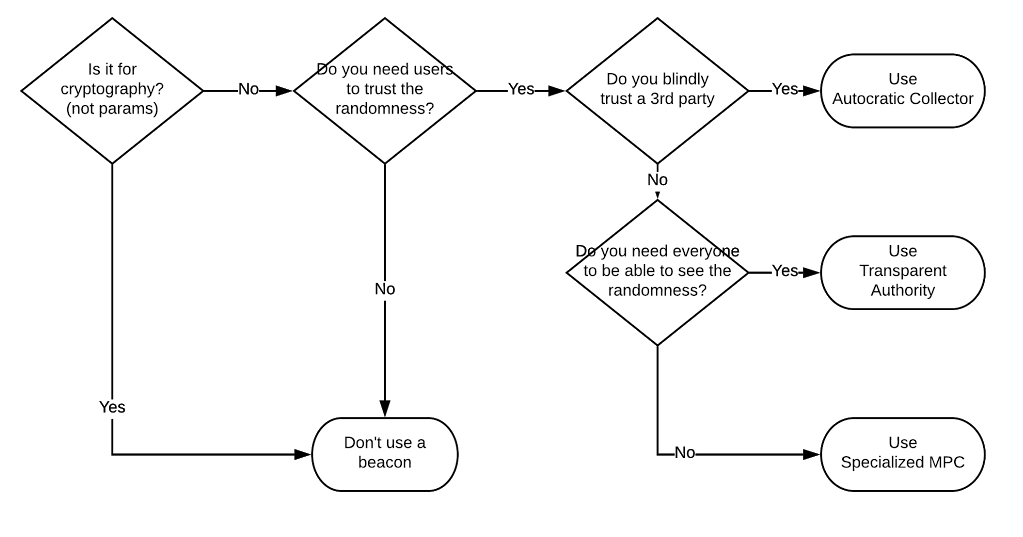 Is it for
cryptography?
(not params)
No
Do you need users
to trust the
randomness?
Yes
Do you blindly
trust a 3rd party
Yes
Use
Autocratic Collector
No
Do you need everyone
to be able to see the
randomness?
Yes
Use
Transparent
Authority
No
Yes
Don't use a
beacon
No
Use
Specialized MPC